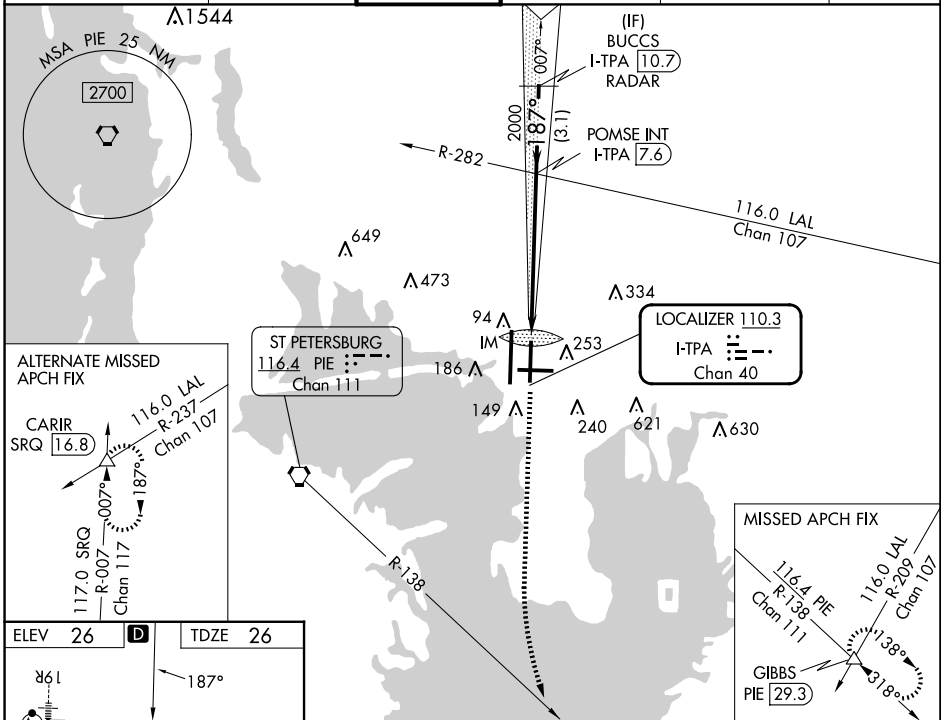 1544
MSA PIE 25 NM
2700
(IF)
BUCCS
I-TPA 10.7
RADAR
007°
2000
187°
(3.1)
POMSE INT
I-TPA 7.6
R-282
116.0 LAL
Chan 107
649
473
334
94
IM
253
186
149
240
621
630
LOCALIZER 110.3
I-TPA
Chan 40
ST PETERSBURG
116.4 PIE
Chan 111
R-138
ALTERNATE MISSED
APCH FIX
CARIR
SRQ 16.8
116.0 LAL
R-237
Chan 107
007°
187°
117.0 SRQ
R-007
Chan 117
MISSED APCH FIX
116.4 PIE
R-138
Chan 111
116.0 LAL
R-209
Chan 107
138°
318°
GIBBS
PIE 29.3
ELEV 26
D
TDZE 26
19R
187°